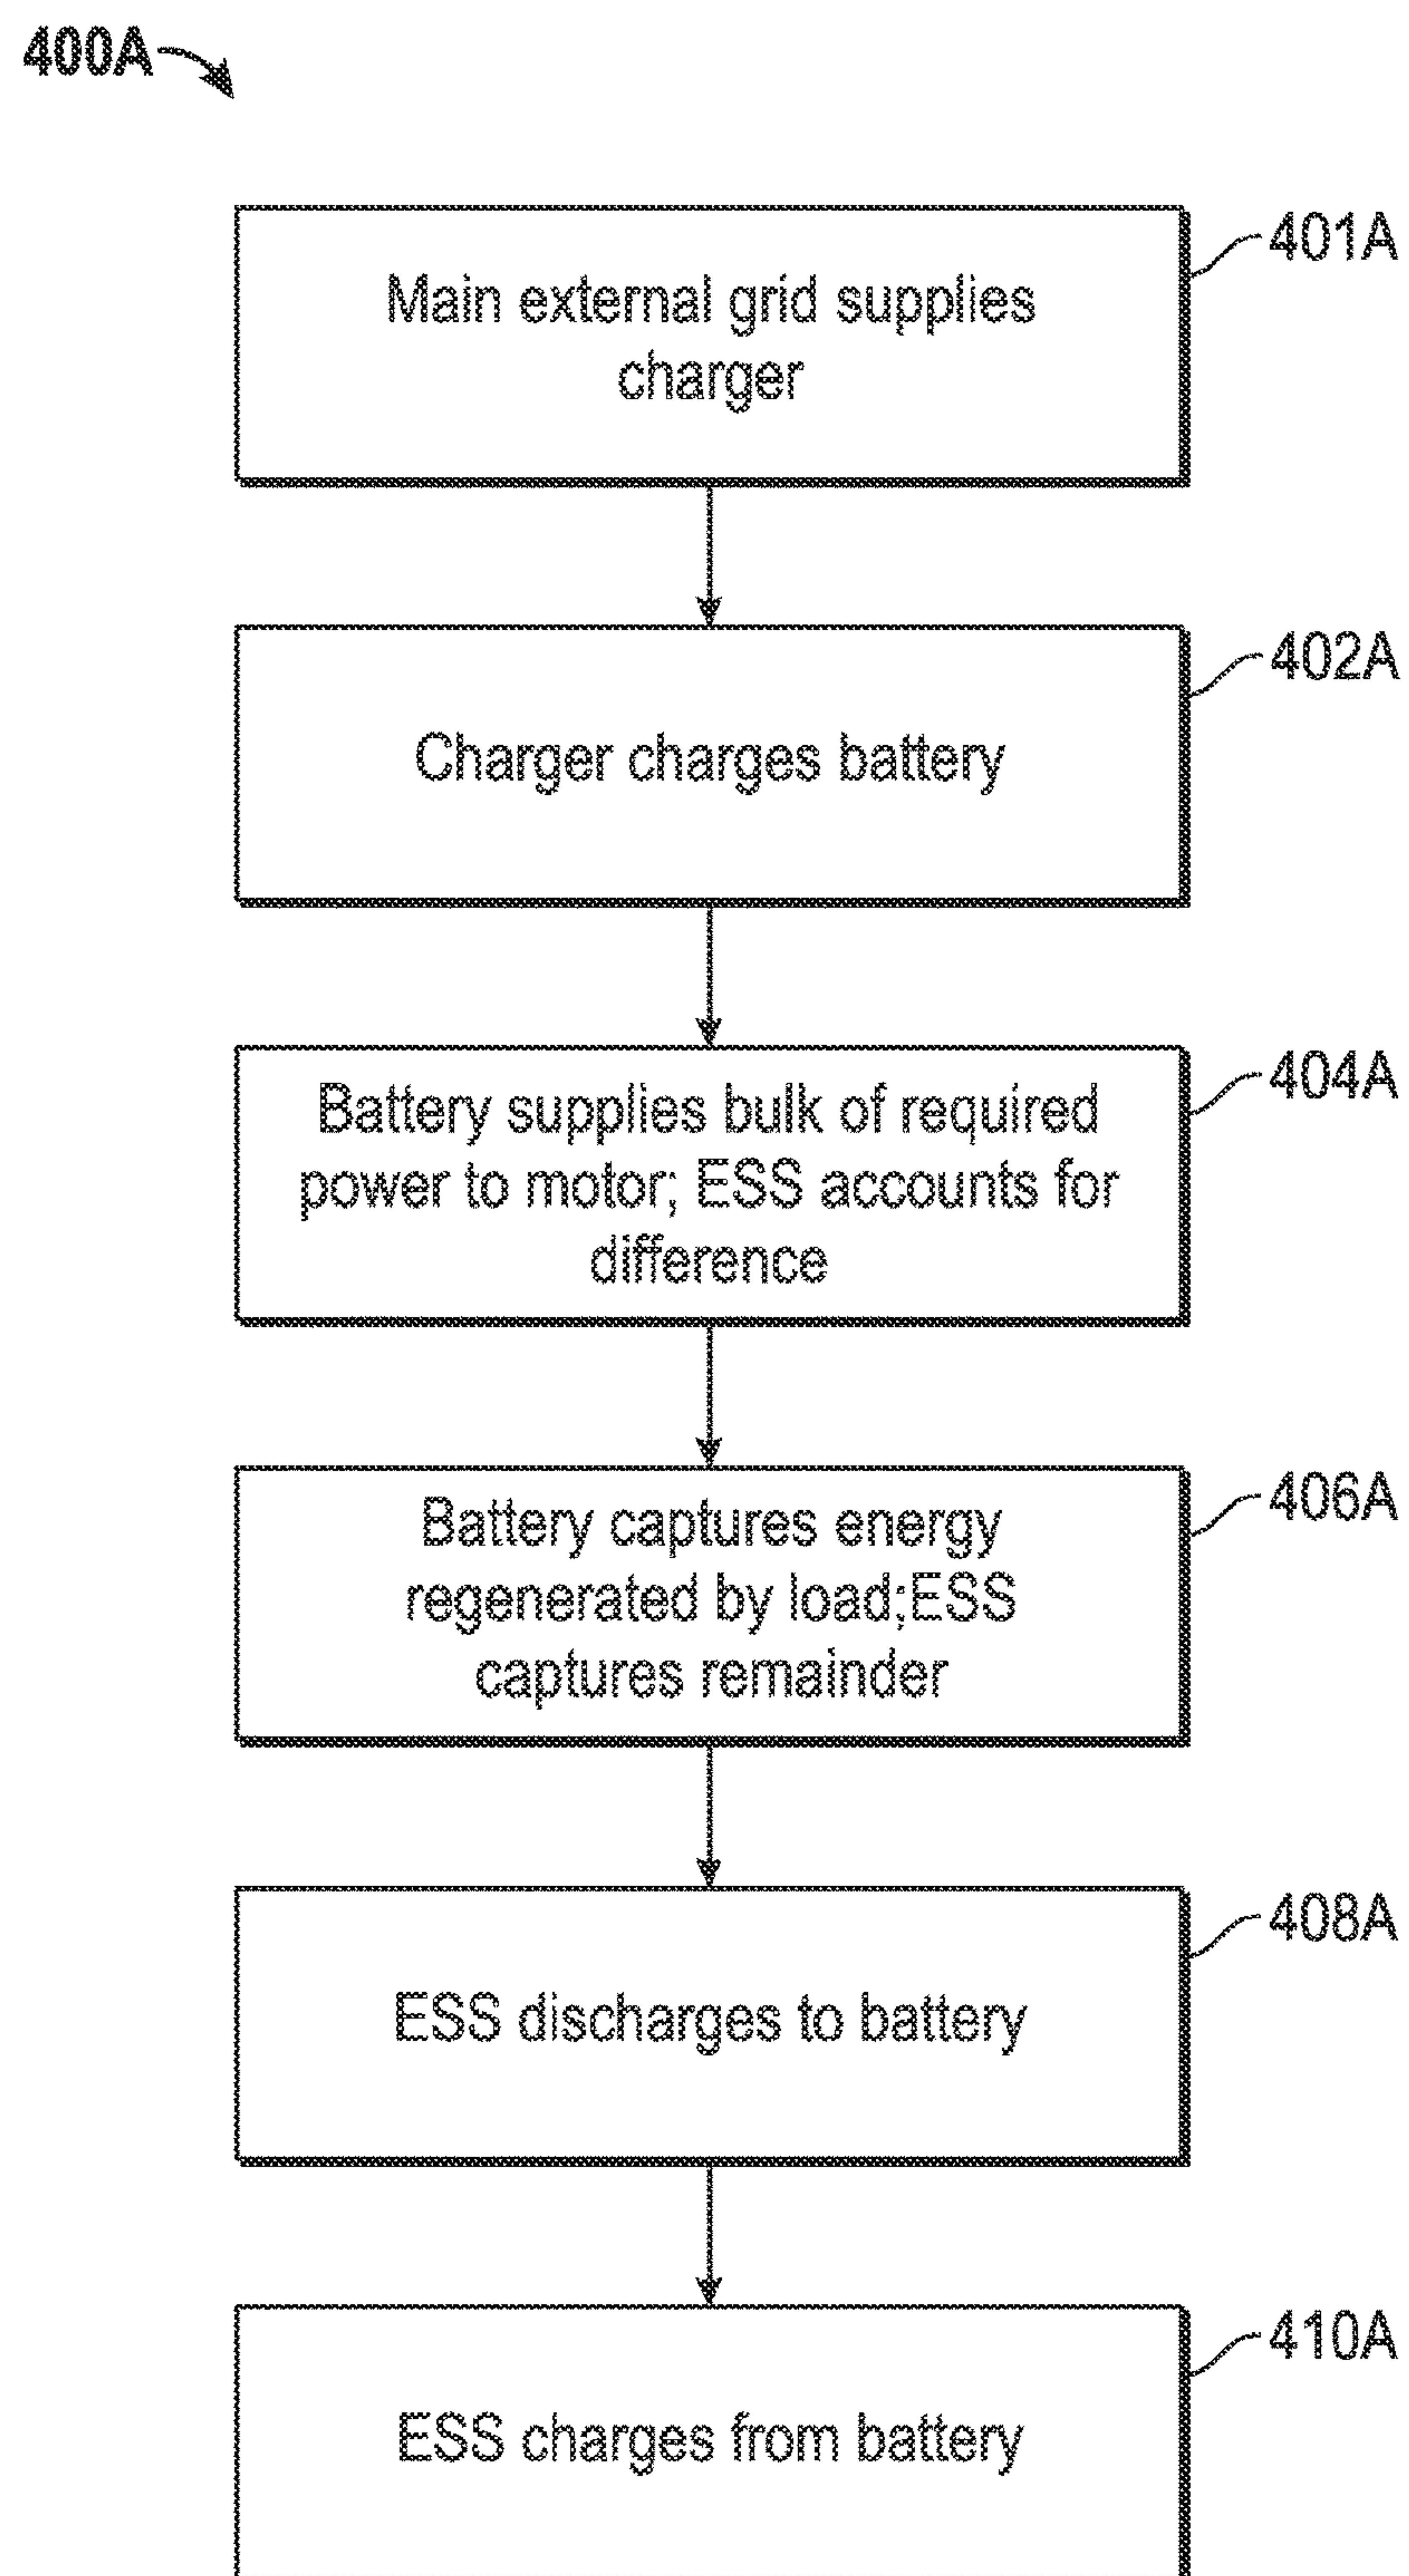 400A
401A
Main external grid supplies
charger
402A
Charger charges battery
404A
Battery supplies bulk of required
power to motor; ESS accounts for
difference
406A
Battery captures energy
regenerated by load;ESS
captures remainder
408A
ESS discharges to battery
410A
ESS charges from battery